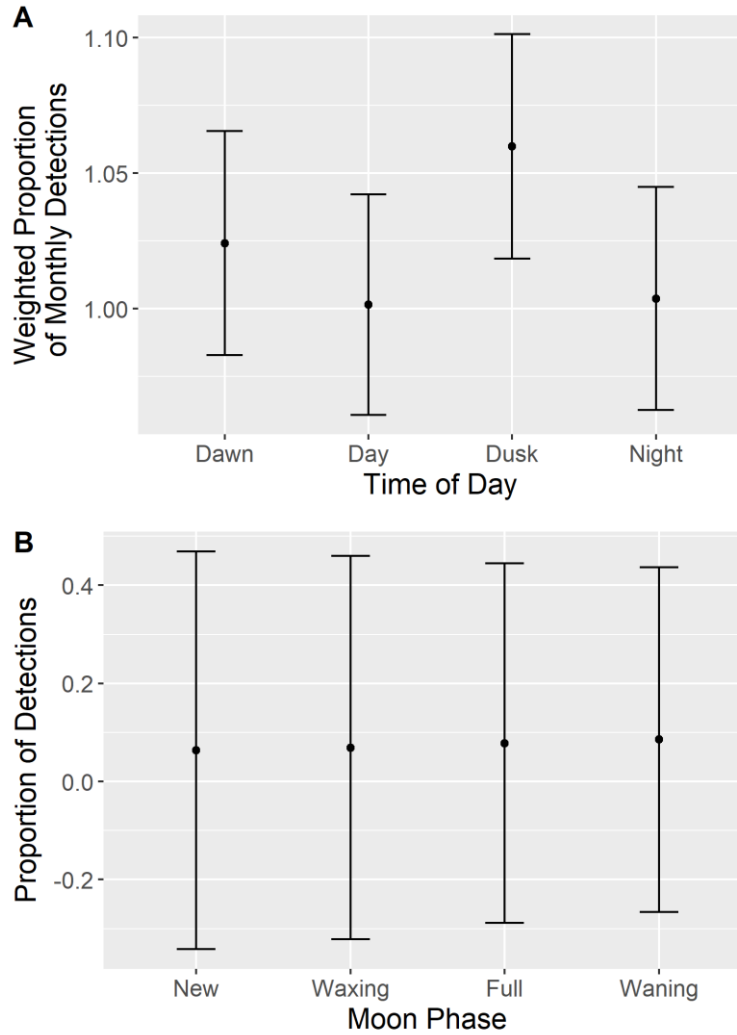 A
Weighted Proportion
of Monthly Detections
1.10
1.05
1.00
Dawn Day Dusk Night
Time of Day
B
Proportion of Detections
0.4
0.2
0.0
-0.2
New Waxing Full Waning
Moon Phase